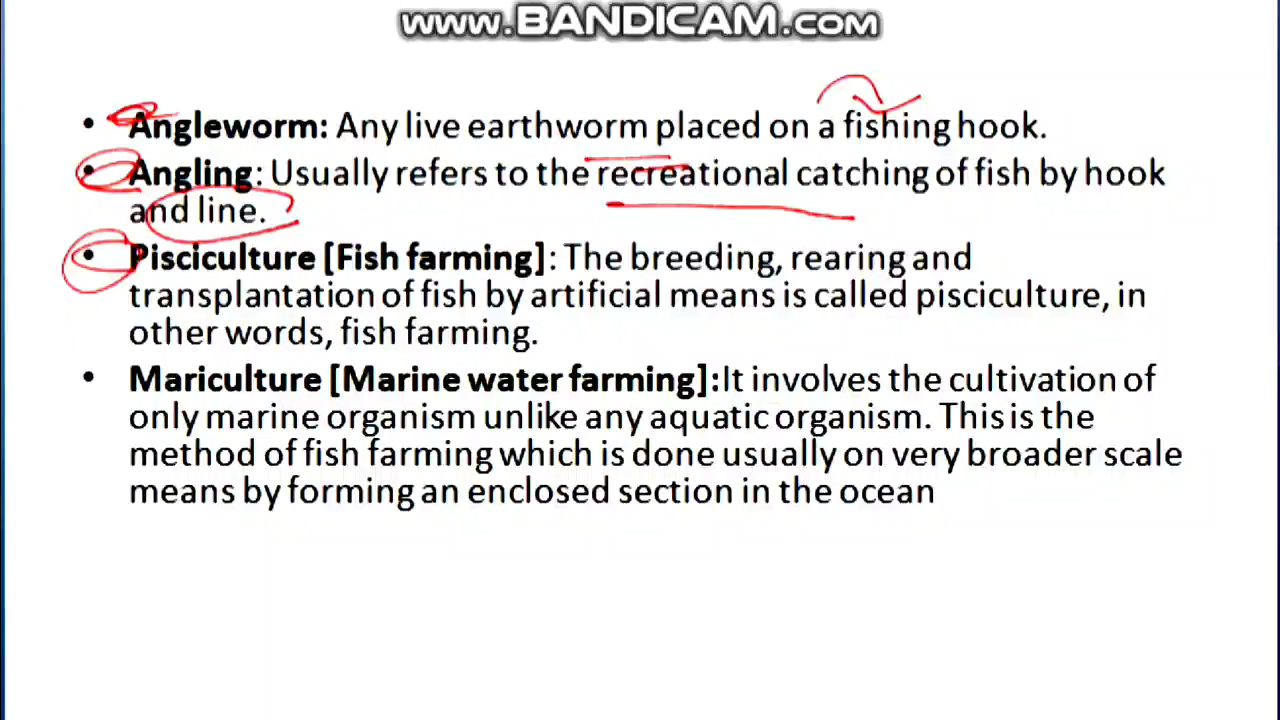 www.BANDICAM.com
• Angleworm: Any live earthworm placed on a fishing hook.
• Angling: Usually refers to the recreational catching of fish by hook
and line.
• Pisciculture [Fish farming]: The breeding, rearing and
transplantation of fish by artificial means is called pisciculture, in
other words, fish farming.
• Mariculture [Marine water farming]:It involves the cultivation of
only marine organism unlike any aquatic organism. This is the
method of fish farming which is done usually on very broader scale
means by forming an enclosed section in the ocean